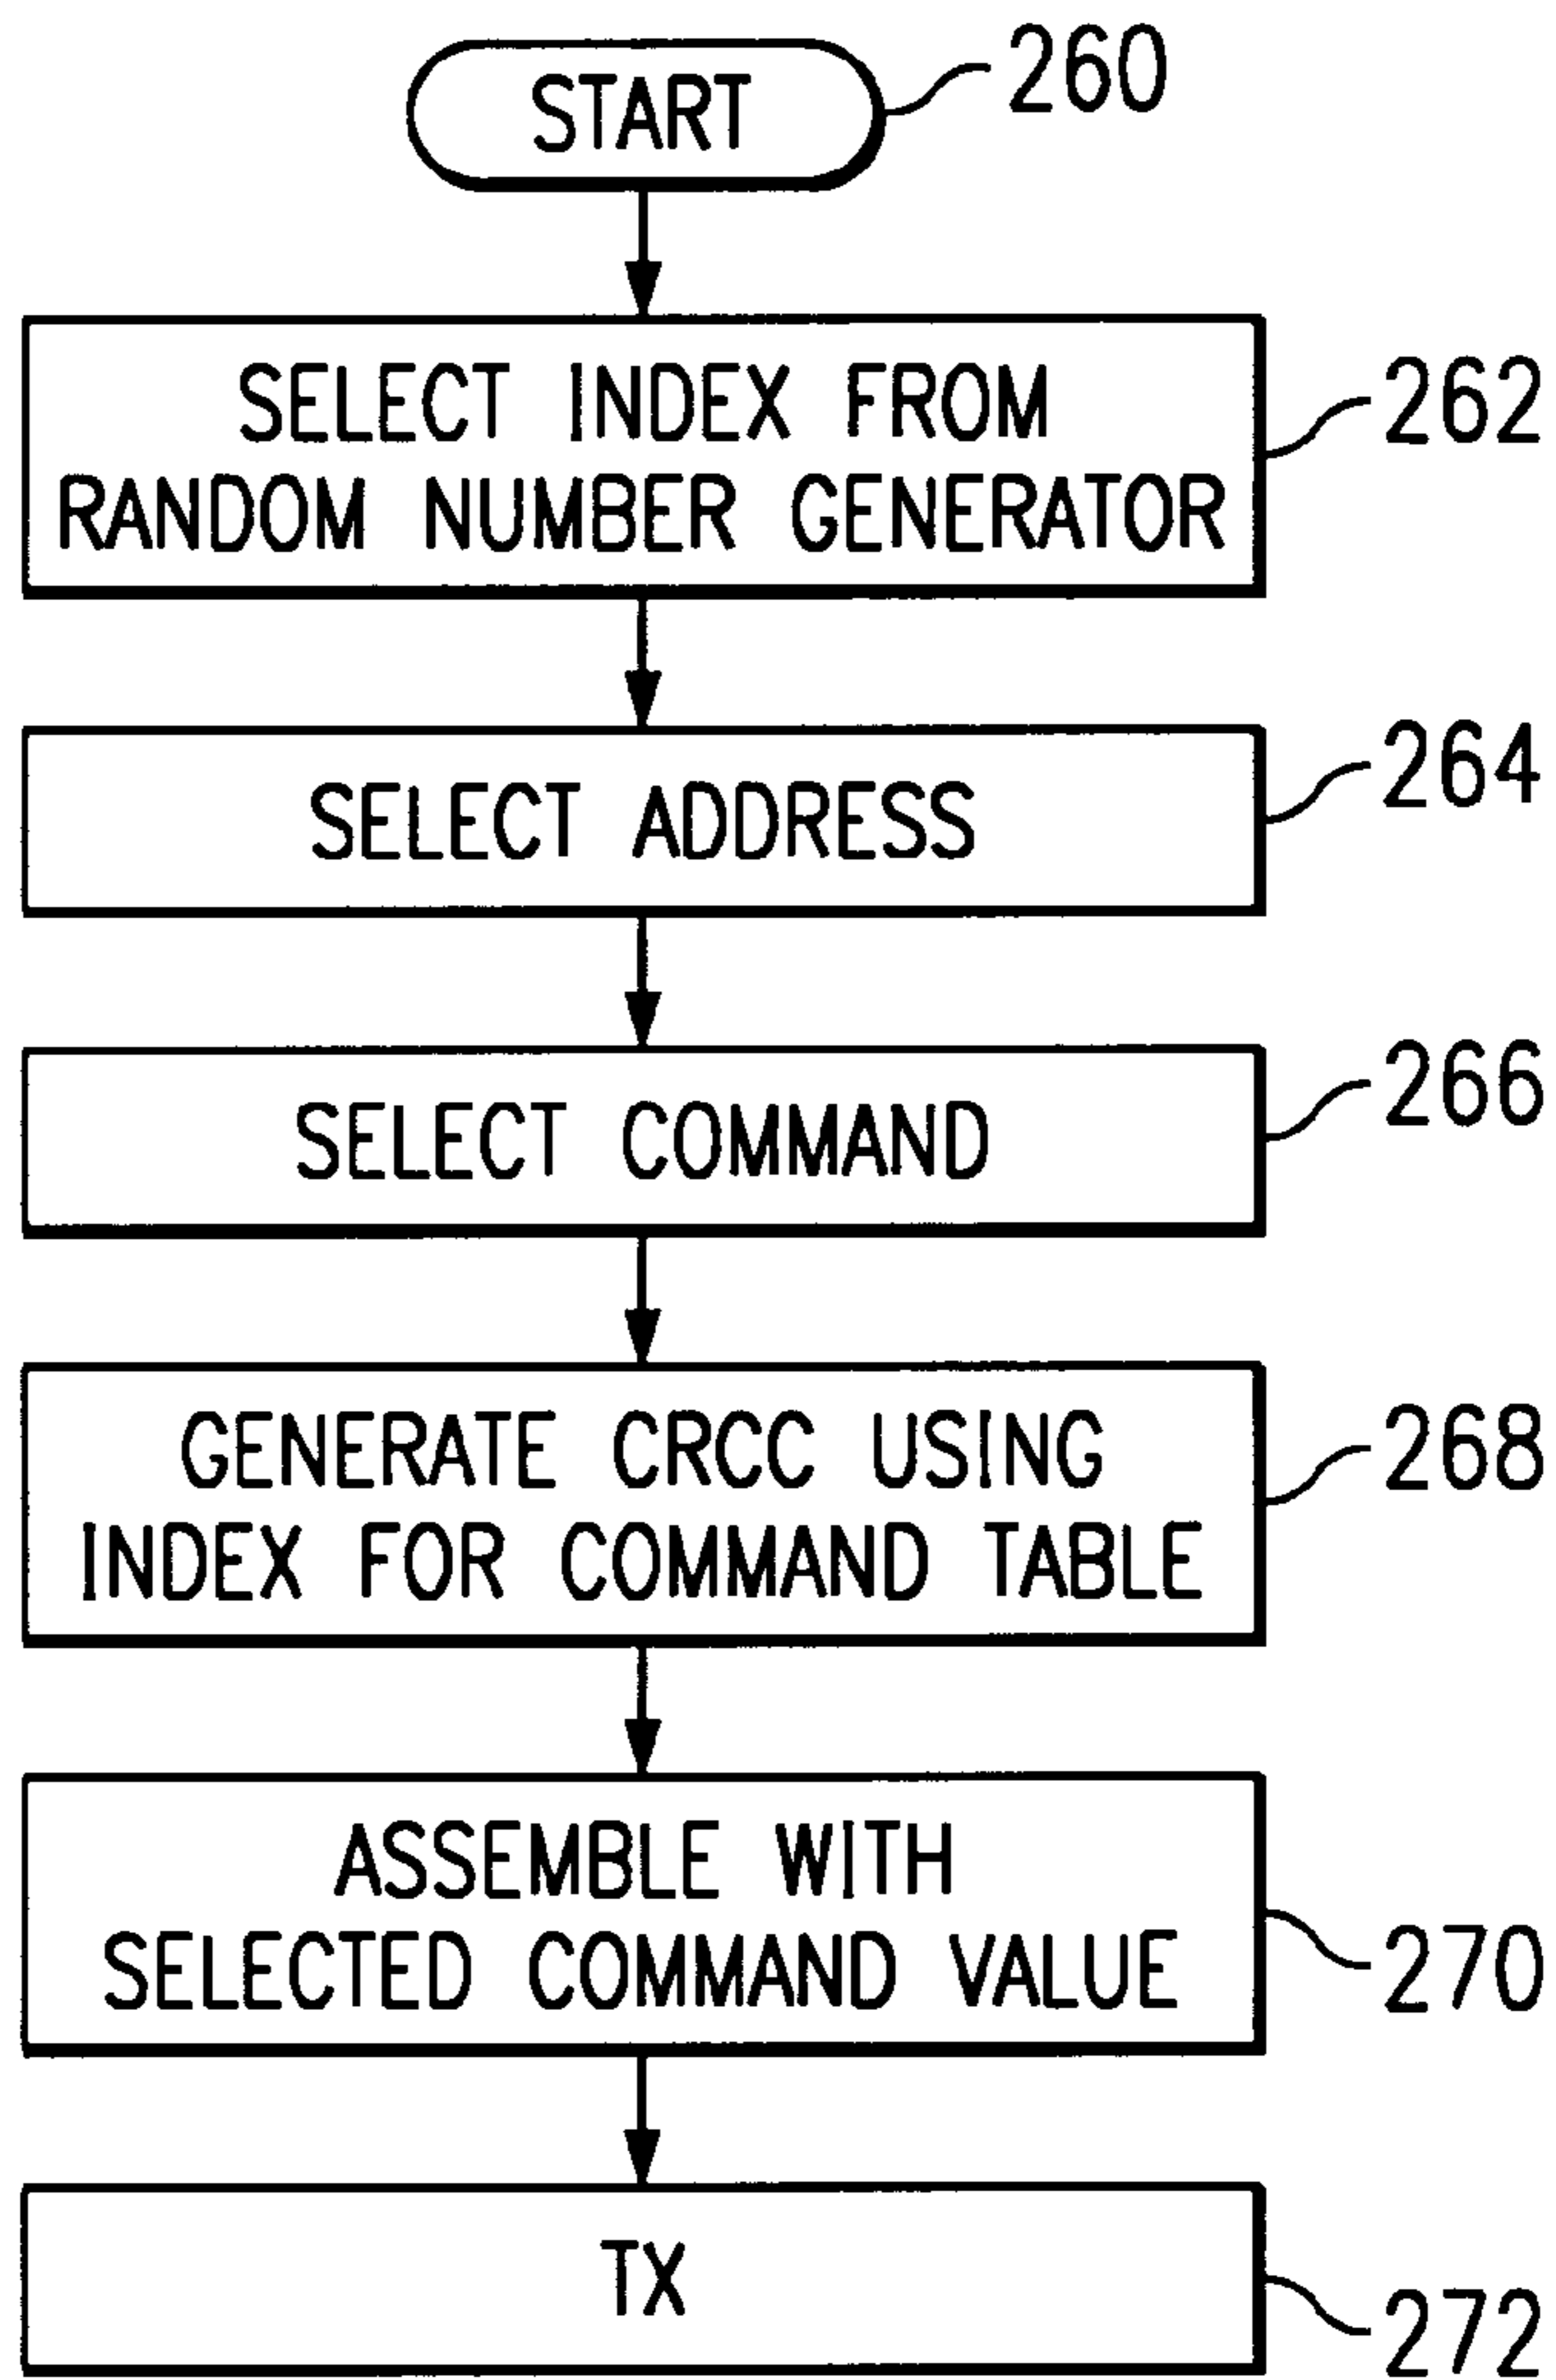 START
260
SELECT INDEX FROM
RANDOM NUMBER GENERATOR
262
SELECT ADDRESS
264
SELECT COMMAND
266
GENERATE CRCC USING
INDEX FOR COMMAND TABLE
268
ASSEMBLE WITH
SELECTED COMMAND VALUE
270
TX
272